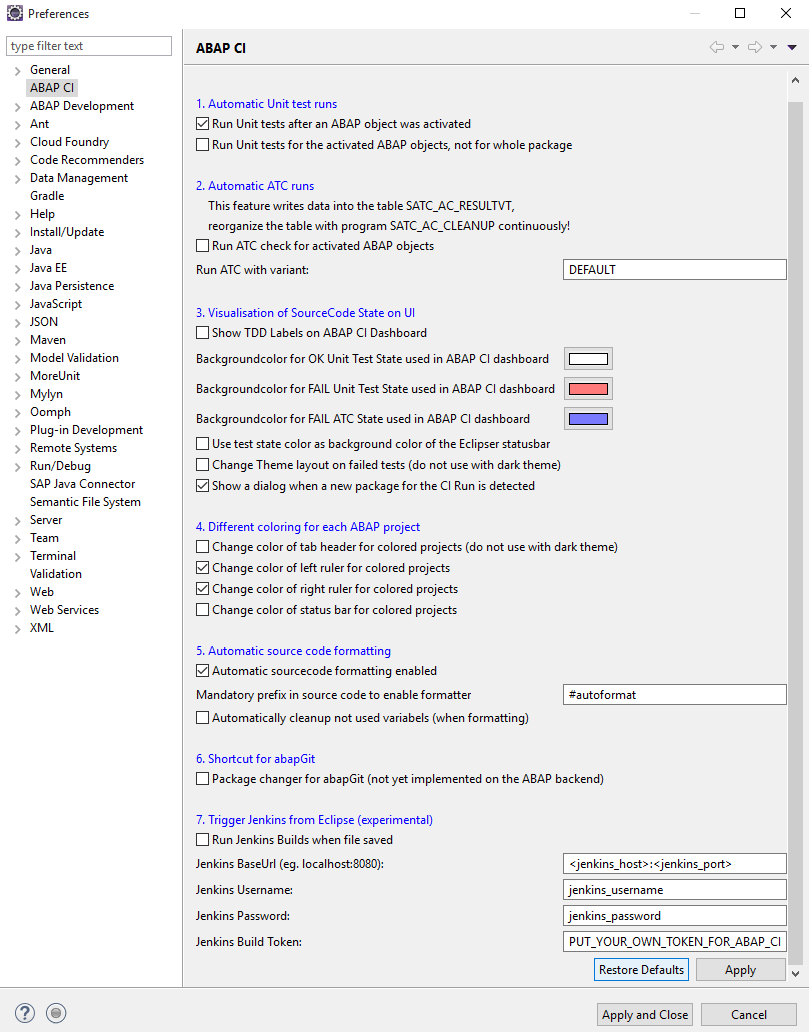 Preferences
type filter text
General
ABAP CI
ABAP Development
Ant
Cloud Foundry
Code Recommenders
Data Management
Gradle
Help
Install/Update
Java
Java EE
Java Persistence
JavaScript
JSON
Maven
Model Validation
MoreUnit
Mylyn
Oomph
Plug-in Development
Remote Systems
Run/Debug
SAP Java Connector
Semantic File System
Server
Team
Terminal
Validation
Web
Web Services
XML
ABAP CI
1. Automatic Unit test runs
Run Unit tests after an ABAP object was activated
Run Unit tests for the activated ABAP objects, not for whole package
2. Automatic ATC runs
This feature writes data into the table SATC_AC_RESULTVT,
reorganize the table with program SATC_AC_CLEANUP continuously!
Run ATC check for activated ABAP objects
Run ATC with variant: DEFAULT
3. Visualisation of SourceCode State on UI
Show TDD Labels on ABAP CI Dashboard
Backgroundcolor for OK Unit Test State used in ABAP CI dashboard
Backgroundcolor for FAIL Unit Test State used in ABAP CI dashboard
Backgroundcolor for FAIL ATC State used in ABAP CI dashboard
Use test state color as background color of the Eclipser statusbar
Change Theme layout on failed tests (do not use with dark theme)
Show a dialog when a new package for the CI Run is detected
4. Different coloring for each ABAP project
Change color of tab header for colored projects (do not use with dark theme)
Change color of left ruler for colored projects
Change color of right ruler for colored projects
Change color of status bar for colored projects
5. Automatic source code formatting
Automatic sourcecode formatting enabled
Mandatory prefix in source code to enable formatter #autoformat
Automatically cleanup not used variabels (when formatting)
6. Shortcut for abapGit
Package changer for abapGit (not yet implemented on the ABAP backend)
7. Trigger Jenkins from Eclipse (experimental)
Run Jenkins Builds when file saved
Jenkins BaseUrl (eg. localhost:8080): <jenkins_host>:<jenkins_port>
Jenkins Username: jenkins_username
Jenkins Password: jenkins_password
Jenkins Build Token: PUT_YOUR_OWN_TOKEN_FOR_ABAP_CI
Restore Defaults Apply
? Apply and Close Cancel